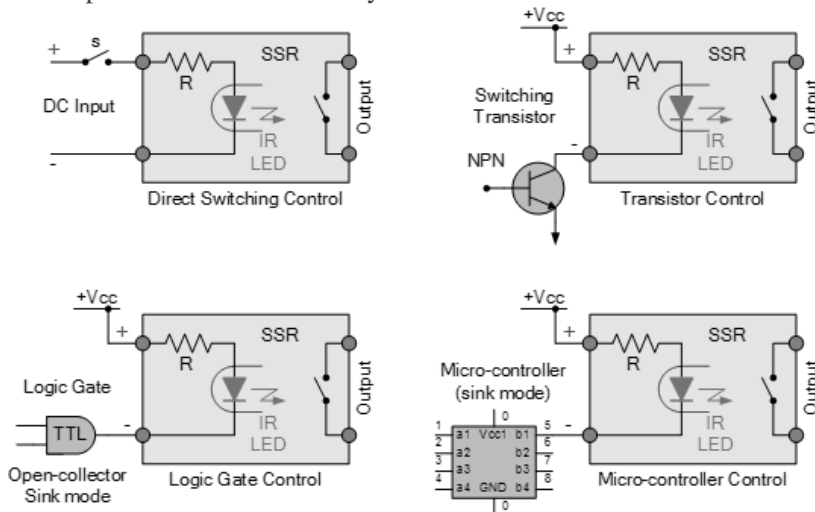 +
s
SSR
R
DC Input
IR
LED
Output
-
Direct Switching Control
+Vcc
+
SSR
R
Switching
Transistor
NPN
-
IR
LED
Output
Transistor Control
+Vcc
+
SSR
R
Logic Gate
TTL
-
IR
LED
Output
Open-collector
Sink mode
Logic Gate Control
+Vcc
+
SSR
R
Micro-controller
(sink mode)
0
1 a1 Vcc1 b1 5 -
2 a2 b2 6
3 a3 b3 7
4 a4 GND b4 8
0
IR
LED
Output
Micro-controller Control